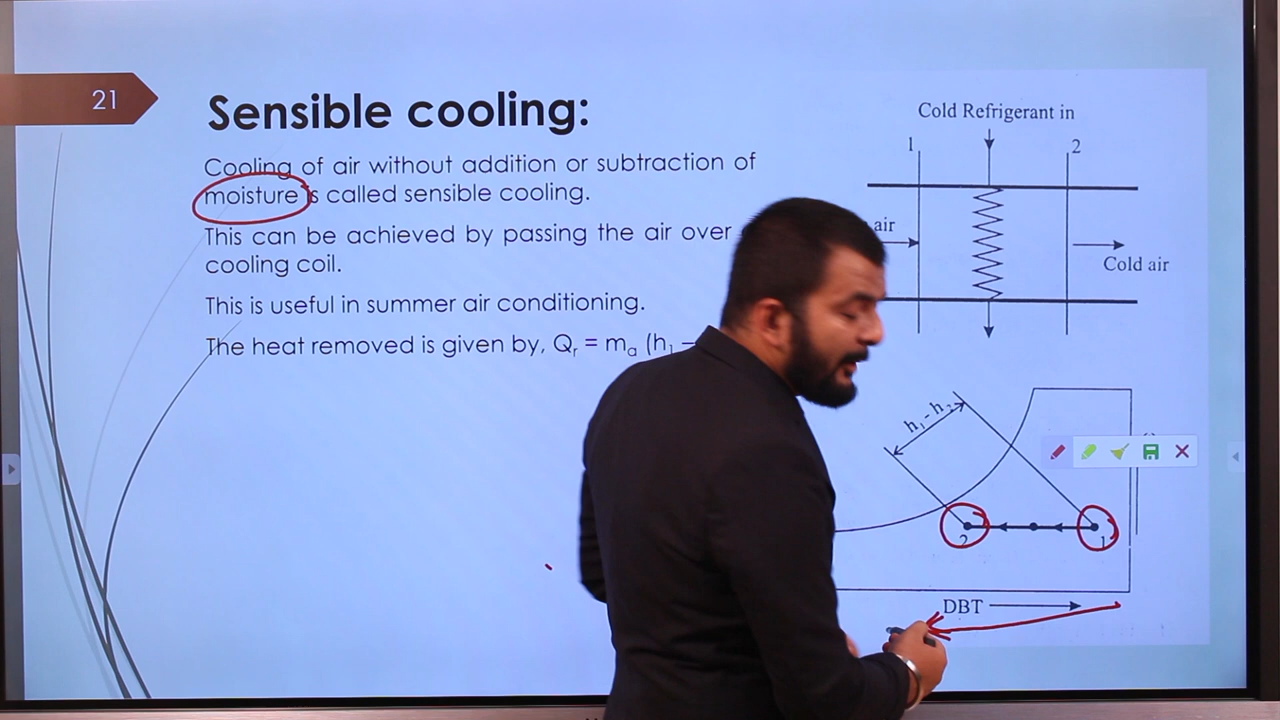 21
Sensible cooling:
Cooling of air without addition or subtraction of
moisture is called sensible cooling.
This can be achieved by passing the air over
cooling coil.
This is useful in summer air conditioning.
The heat removed is given by, Qr = ma (h1 –
Cold Refrigerant in
1 2
air
Cold air
h1 - h2
2 1
DBT